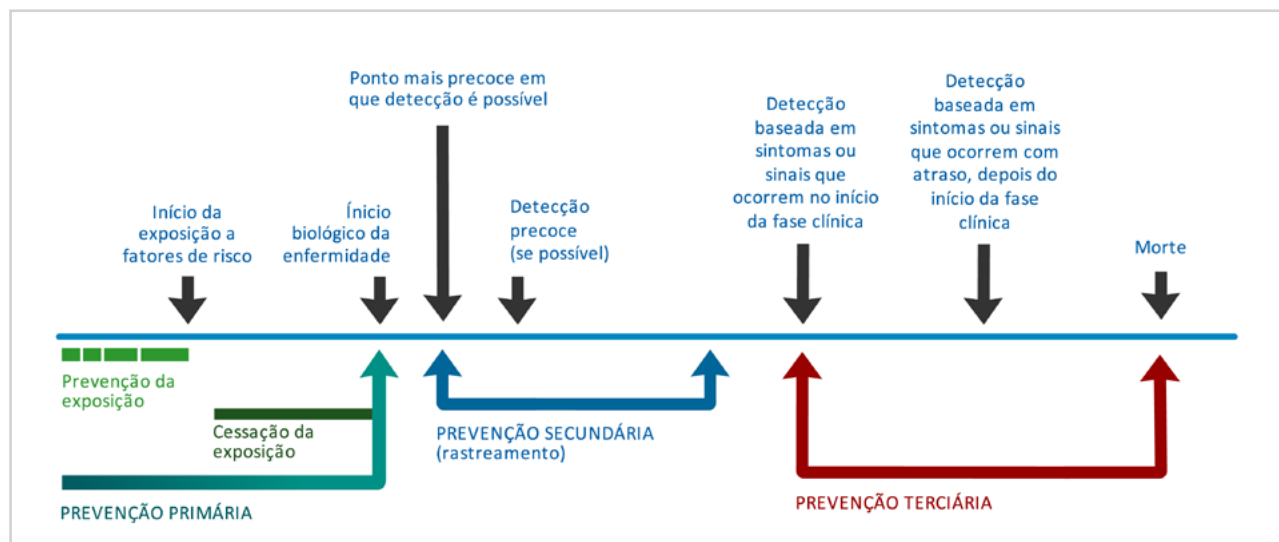 Ponto mais precoce em
que detecção é possível
Detecção
baseada em
sintomas ou
sinais que
ocorrem no início
da fase clínica
Detecção
baseada em
sintomas ou sinais
que ocorrem com
atraso, depois do
início da fase
clínica
Início da
exposição a
fatores de risco
Ínicio
biológico da
enfermidade
Detecção
precoce
(se possível)
Morte
Prevenção da
exposição
Cessação da
exposição
PREVENÇÃO PRIMÁRIA
PREVENÇÃO SECUNDÁRIA
(rastreamento)
PREVENÇÃO TERCIÁRIA